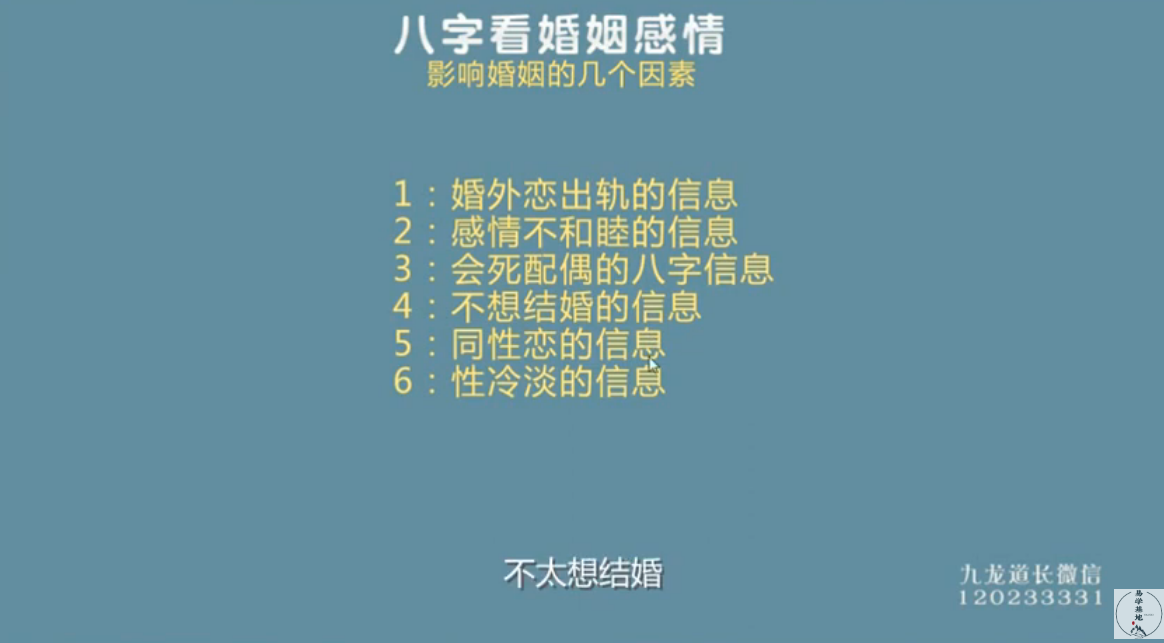 八字看婚姻感情
影响婚姻的几个因素
1：婚外恋出轨的信息
2：感情不和睦的信息
3：会死配偶的八字信息
4：不想结婚的信息
5：同性恋的信息
6：性冷淡的信息
不太想结婚
九龙道长微信
120233331
易学基地